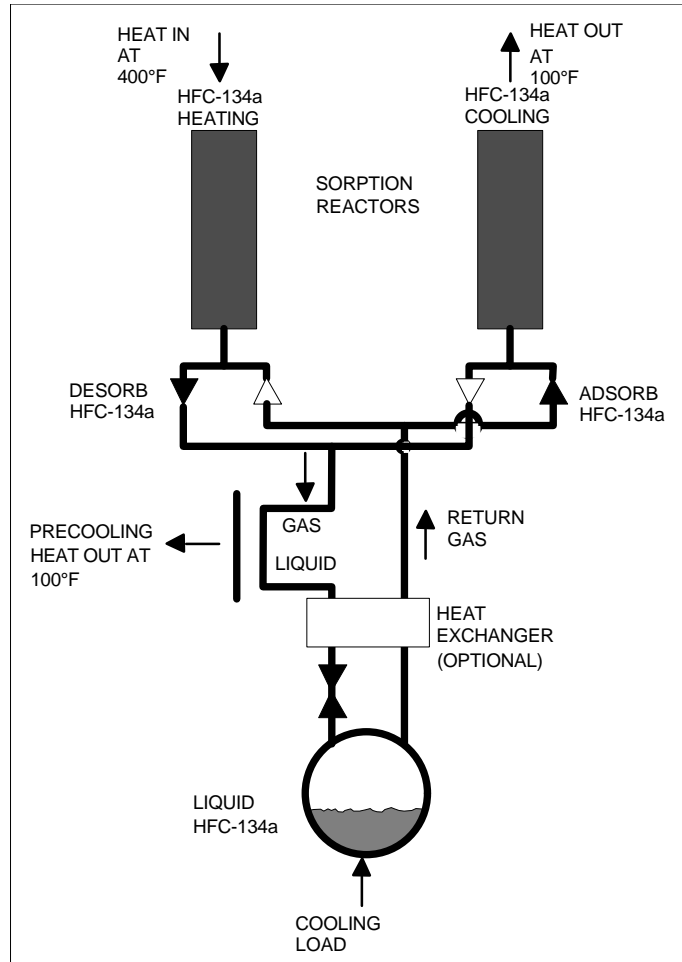 HEAT IN
AT
400°F
HFC-134a
HEATING
HEAT OUT
AT
100°F
HFC-134a
COOLING
SORPTION
REACTORS
DESORB
HFC-134a
ADSORB
HFC-134a
GAS
LIQUID
RETURN
GAS
PRECOOLING
HEAT OUT AT
100°F
HEAT
EXCHANGER
(OPTIONAL)
LIQUID
HFC-134a
COOLING
LOAD